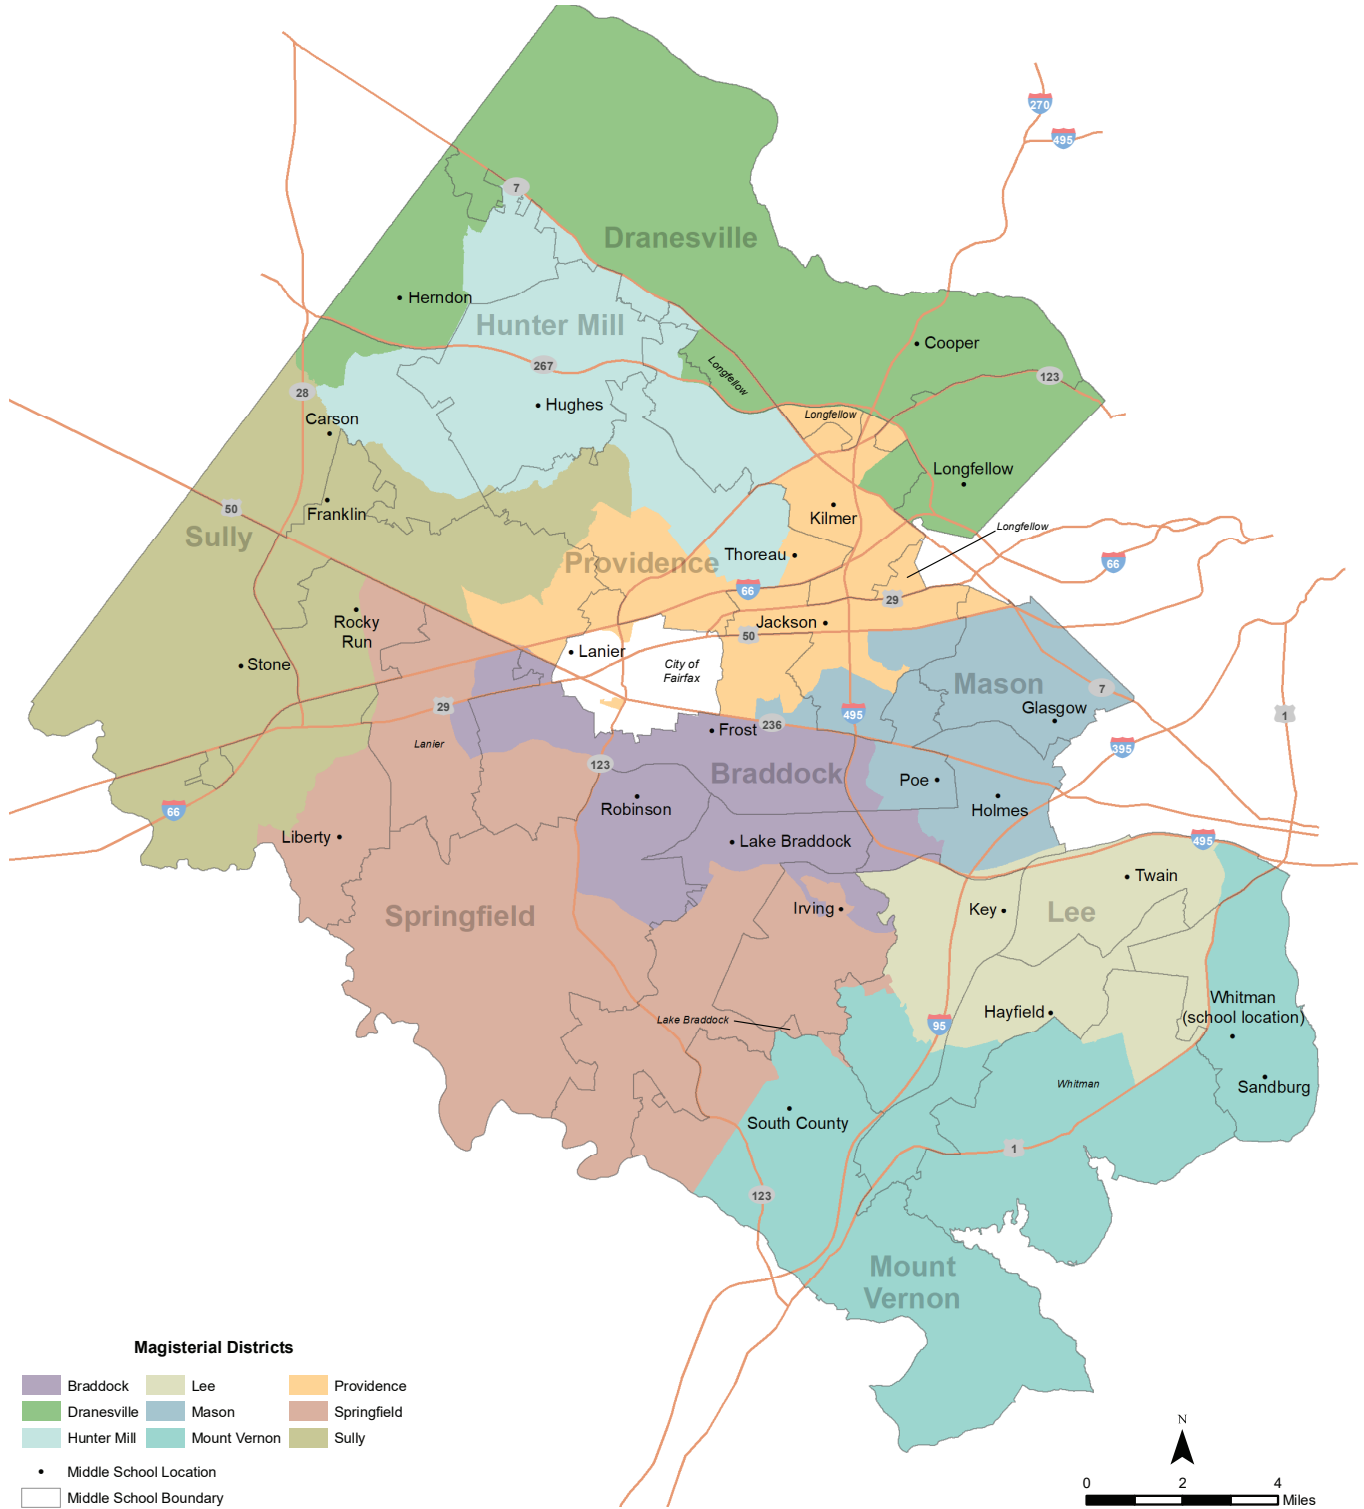 270
495
7
Dranesville
Herndon
Hunter Mill
Cooper
267
Longfellow
123
28
Hughes
Longfellow
Carson
Longfellow
50
Franklin
Kilmer
Longfellow
Sully
Thoreau
Providence
66
66
29
Rocky
Run
Jackson
50
Lanier
Stone
City of
Fairfax
Mason
7
29
Glasgow
495
236
1
Frost
Lanier
395
123
Braddock
Poe
66
Robinson
Holmes
Liberty
Lake Braddock
495
Twain
Irving
Key
Lee
Springfield
Whitman
(school location)
Hayfield
Lake Braddock
95
Whitman
Sandburg
South County
1
123
Mount
Vernon
Magisterial Districts
Braddock
Lee
Providence
Dranesville
Mason
Springfield
Hunter Mill
Mount Vernon
Sully
Middle School Location
Middle School Boundary
N
0 2 4
Miles